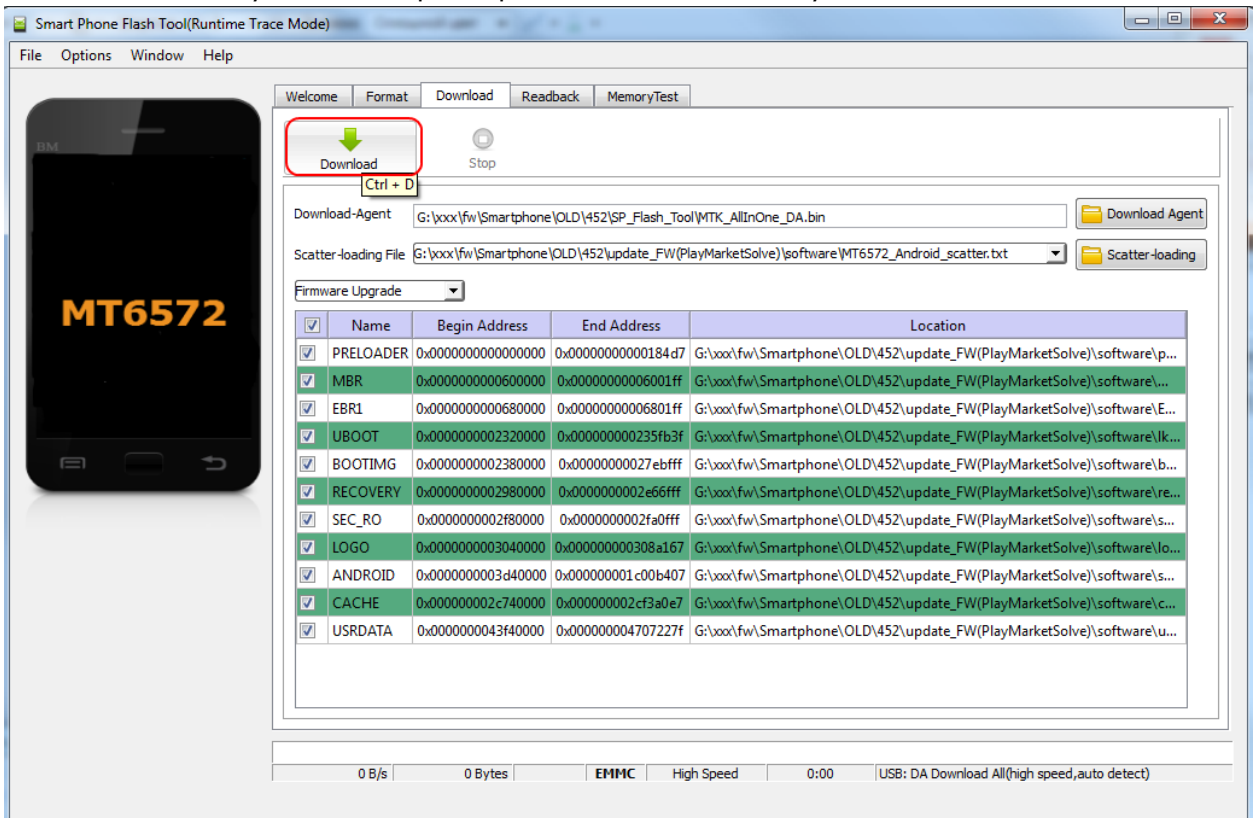 Smart Phone Flash Tool(Runtime Trace Mode)
File Options Window Help
Welcome Format Download Readback MemoryTest
BM
Download Stop
Ctrl + D
Download-Agent G:\xxx\fw\Smartphone\OLD\452\SP_Flash_Tool\MTK_AllInOne_DA.bin Download Agent
Scatter-loading File G:\xxx\fw\Smartphone\OLD\452\update_FW(PlayMarketSolve)\software\MT6572_Android_scatter.txt Scatter-loading
Firmware Upgrade
MT6572
Name Begin Address End Address Location
PRELOADER 0x0000000000000000 0x00000000000184d7 G:\xxx\fw\Smartphone\OLD\452\update_FW(PlayMarketSolve)\software\p...
MBR 0x0000000000600000 0x00000000006001ff G:\xxx\fw\Smartphone\OLD\452\update_FW(PlayMarketSolve)\software\...
EBR1 0x0000000000680000 0x00000000006801ff G:\xxx\fw\Smartphone\OLD\452\update_FW(PlayMarketSolve)\software\E...
UBOOT 0x0000000002320000 0x000000000235fb3f G:\xxx\fw\Smartphone\OLD\452\update_FW(PlayMarketSolve)\software\lk...
BOOTIMG 0x0000000002380000 0x00000000027ebfff G:\xxx\fw\Smartphone\OLD\452\update_FW(PlayMarketSolve)\software\b...
RECOVERY 0x0000000002980000 0x0000000002e66fff G:\xxx\fw\Smartphone\OLD\452\update_FW(PlayMarketSolve)\software\re...
SEC_RO 0x0000000002f80000 0x0000000002fa0fff G:\xxx\fw\Smartphone\OLD\452\update_FW(PlayMarketSolve)\software\s...
LOGO 0x0000000003040000 0x000000000308a167 G:\xxx\fw\Smartphone\OLD\452\update_FW(PlayMarketSolve)\software\lo...
ANDROID 0x0000000003d40000 0x000000001c00b407 G:\xxx\fw\Smartphone\OLD\452\update_FW(PlayMarketSolve)\software\s...
CACHE 0x000000002c740000 0x000000002cf3a0e7 G:\xxx\fw\Smartphone\OLD\452\update_FW(PlayMarketSolve)\software\c...
USRDATA 0x0000000043f40000 0x000000004707227f G:\xxx\fw\Smartphone\OLD\452\update_FW(PlayMarketSolve)\software\u...
0 B/s 0 Bytes EMMC High Speed 0:00 USB: DA Download All(high speed,auto detect)